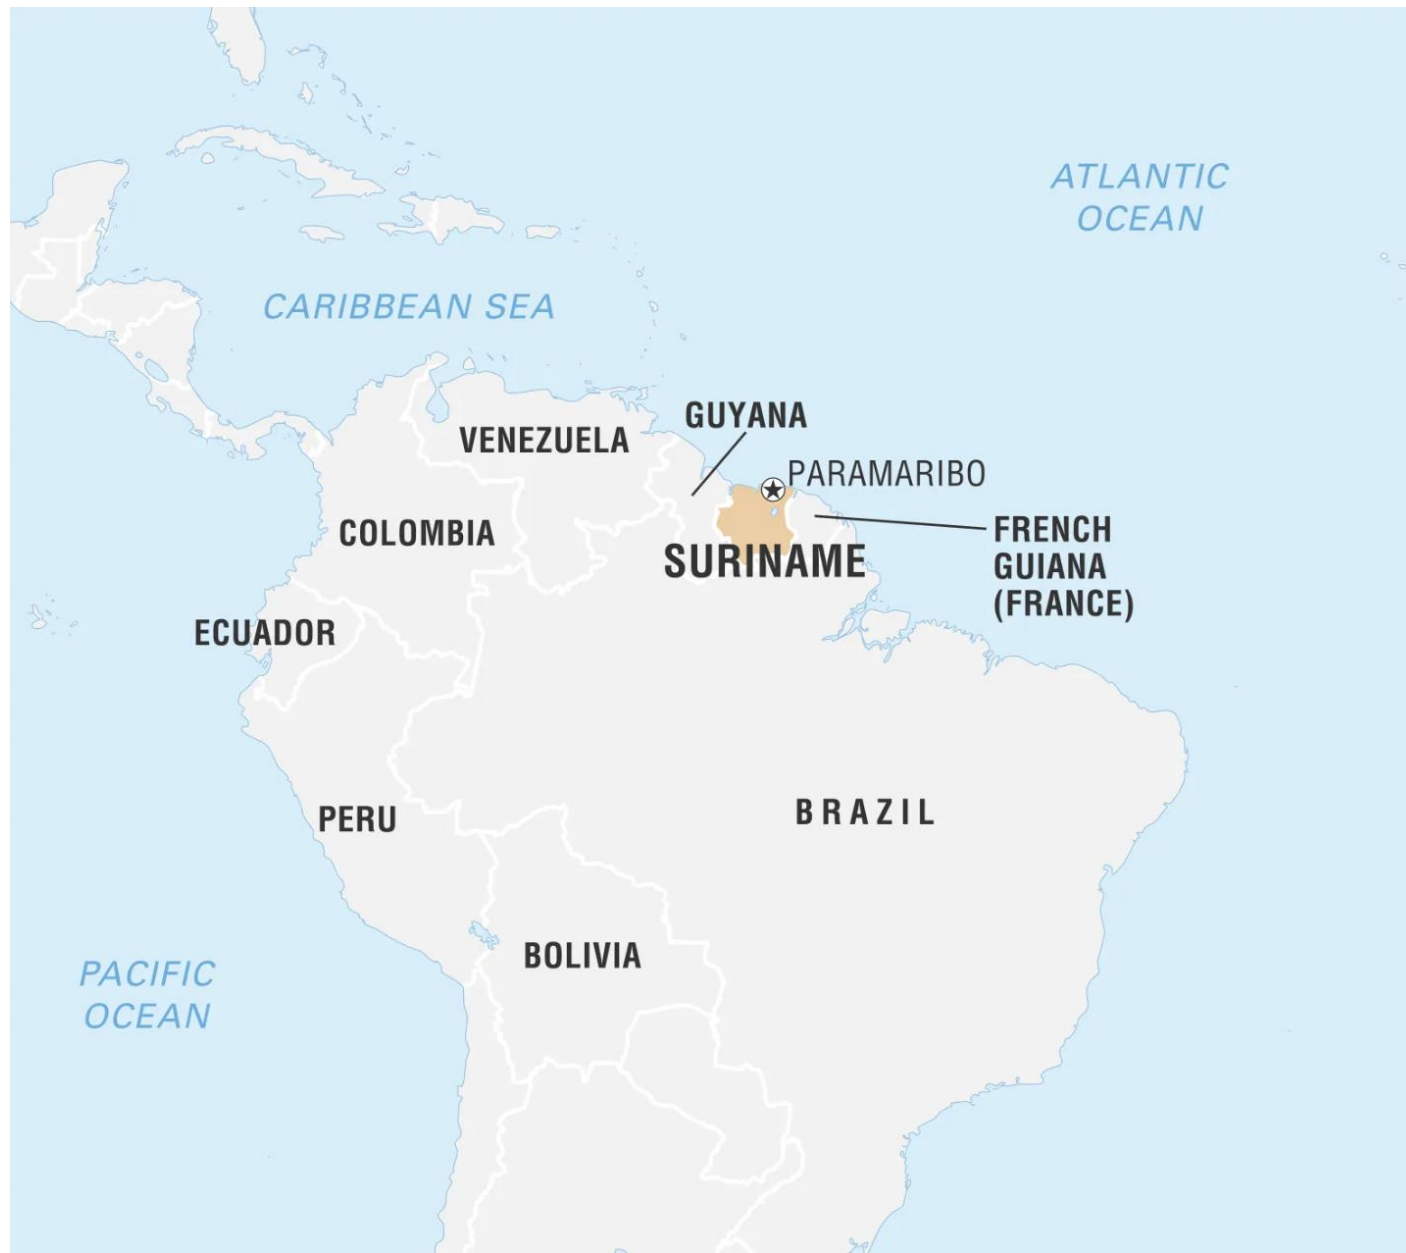 ATLANTIC
OCEAN
CARIBBEAN SEA
GUYANA
VENEZUELA
PARAMARIBO
COLOMBIA
FRENCH
GUIANA
(FRANCE)
SURINAME
ECUADOR
BRAZIL
PERU
BOLIVIA
PACIFIC
OCEAN